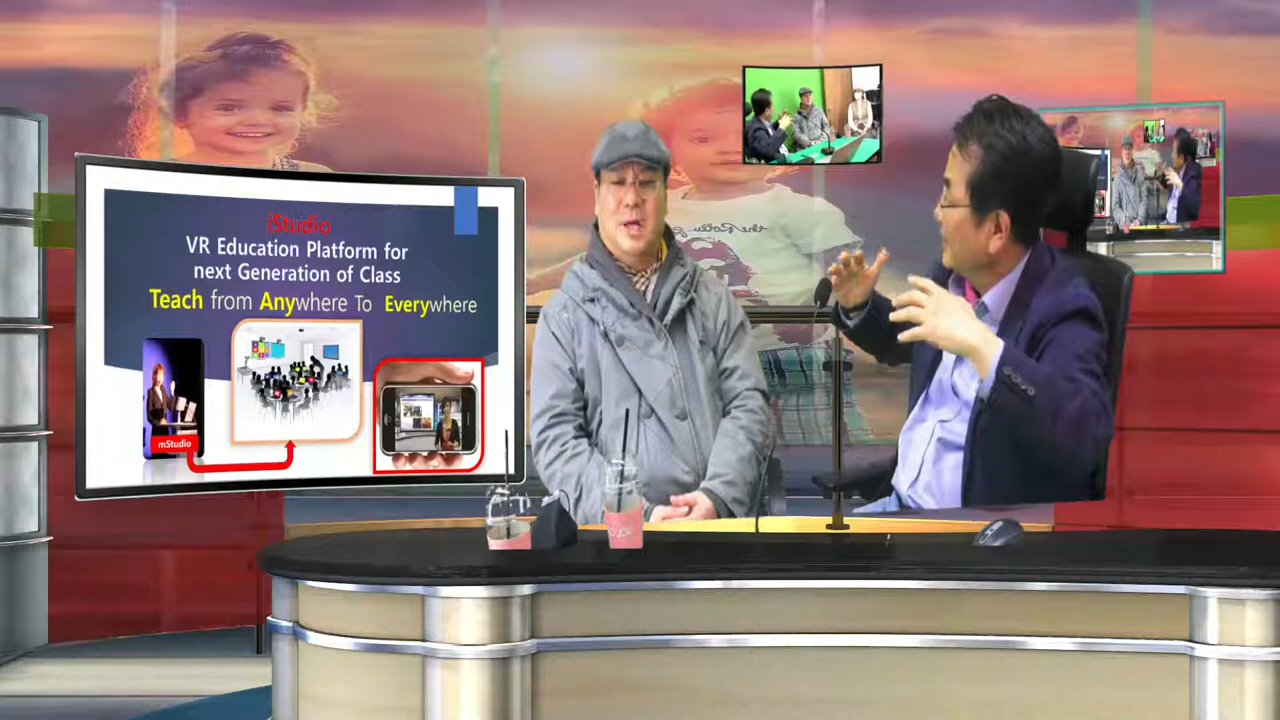 iStudio
VR Education Platform for
next Generation of Class
Teach from Anywhere To Everywhere
mStudio